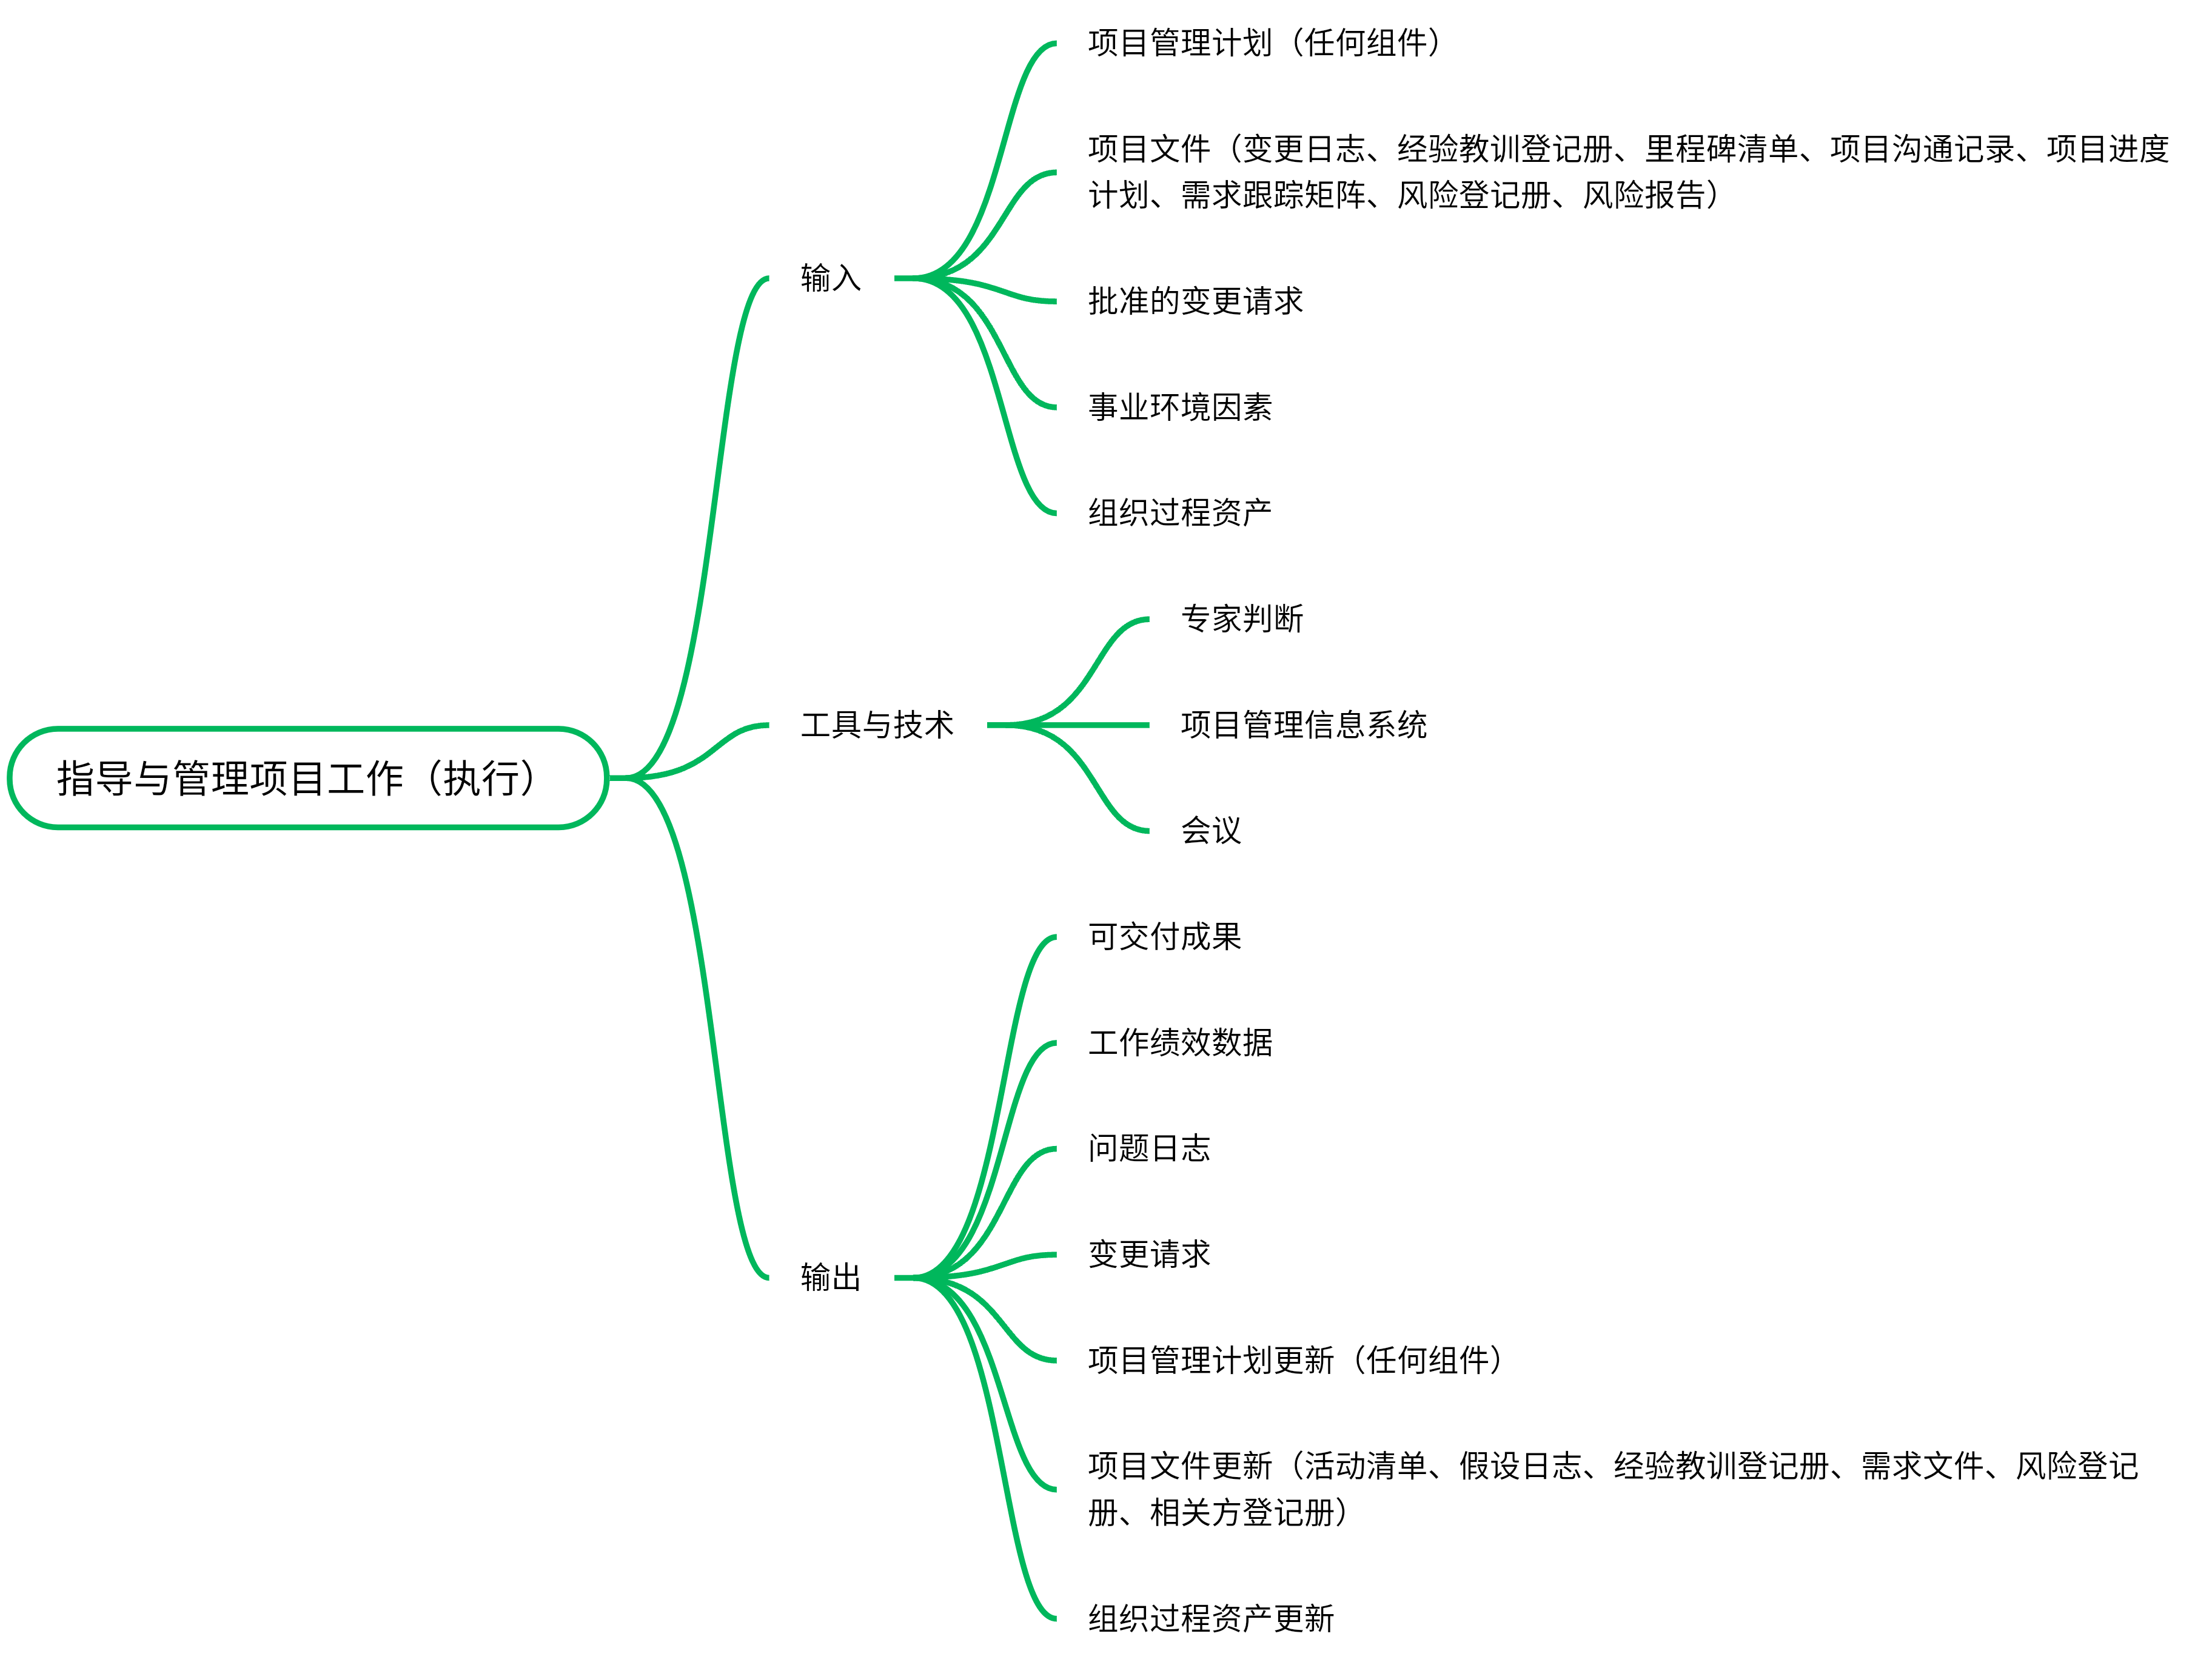 项目管理计划（任何组件）
项目文件（变更日志、经验教训登记册、里程碑清单、项目沟通记录、项目进度
计划、需求跟踪矩阵、风险登记册、风险报告）
输入
批准的变更请求
事业环境因素
组织过程资产
专家判断
工具与技术
项目管理信息系统
指导与管理项目工作（执行）
会议
可交付成果
工作绩效数据
问题日志
变更请求
输出
项目管理计划更新（任何组件）
项目文件更新（活动清单、假设日志、经验教训登记册、需求文件、风险登记
册、相关方登记册）
组织过程资产更新